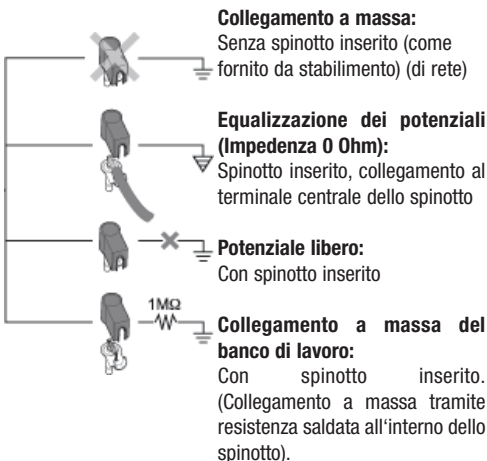 Collegamento a massa:
Senza spinotto inserito (come
fornito da stabilimento) (di rete)
Equalizzazione dei potenziali
(Impedenza 0 Ohm):
Spinotto inserito, collegamento al
terminale centrale dello spinotto
Potenziale libero:
Con spinotto inserito
1MΩ
Collegamento a massa del
banco di lavoro:
Con spinotto inserito.
(Collegamento a massa tramite
resistenza saldata all‘interno dello
spinotto).